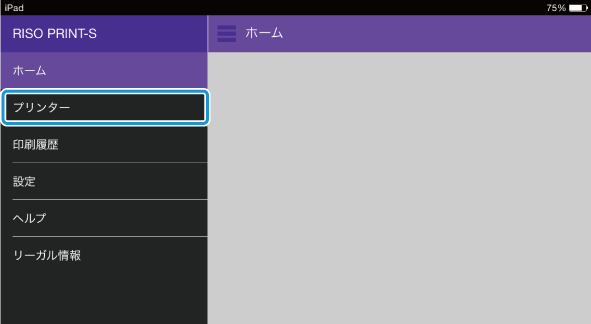 iPad 75%
RISO PRINT-S
ホーム
ホーム
プリンター
印刷履歴
設定
ヘルプ
リーガル情報